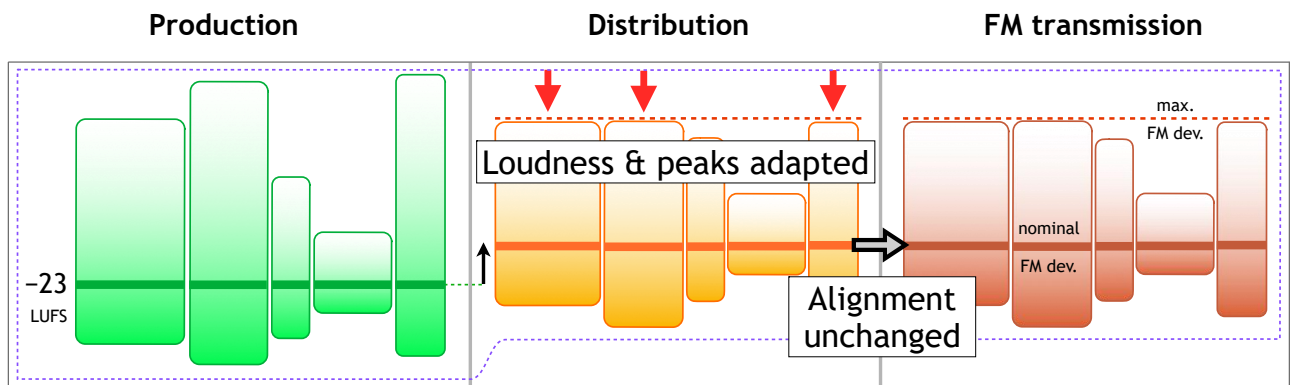 Production
Distribution
FM transmission
max.
FM dev.
Loudness & peaks adapted
nominal
FM dev.
−23
LUFS
Alignment
unchanged